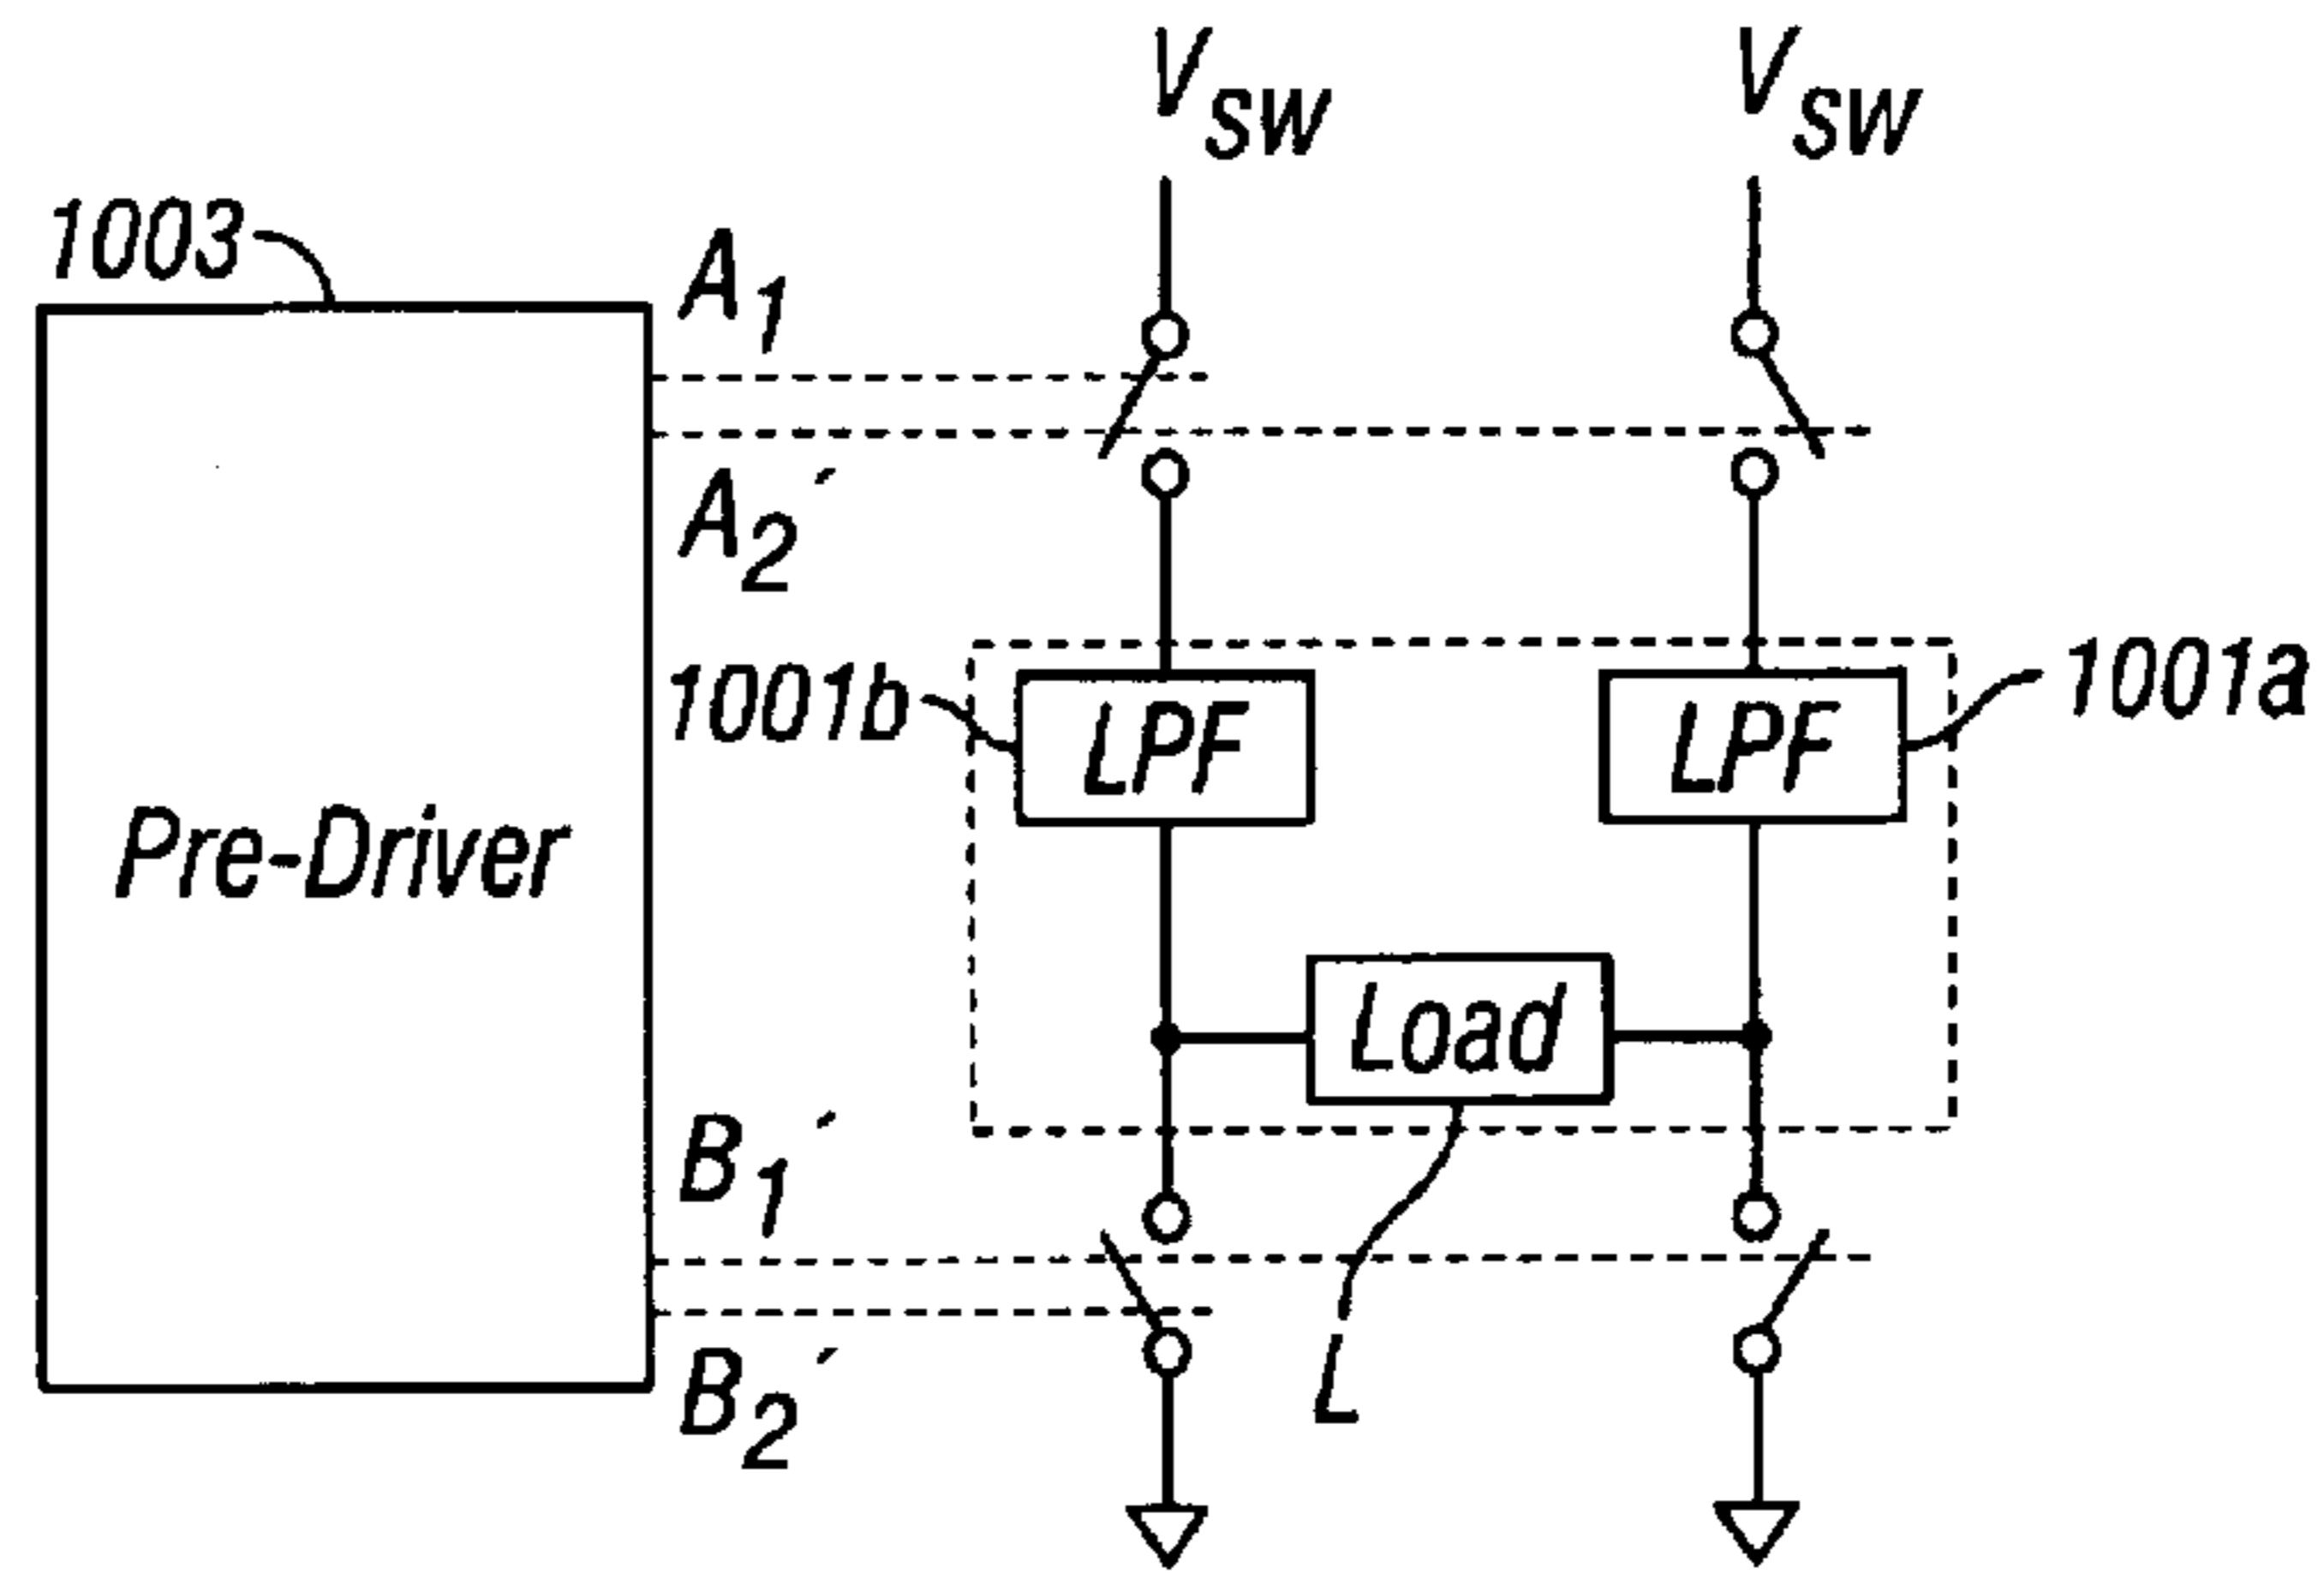 V_SW V_SW
1003
A_1
A_2′
1001b LPF LPF 1001a
Pre-Driver
Load
B_1′
B_2′
L